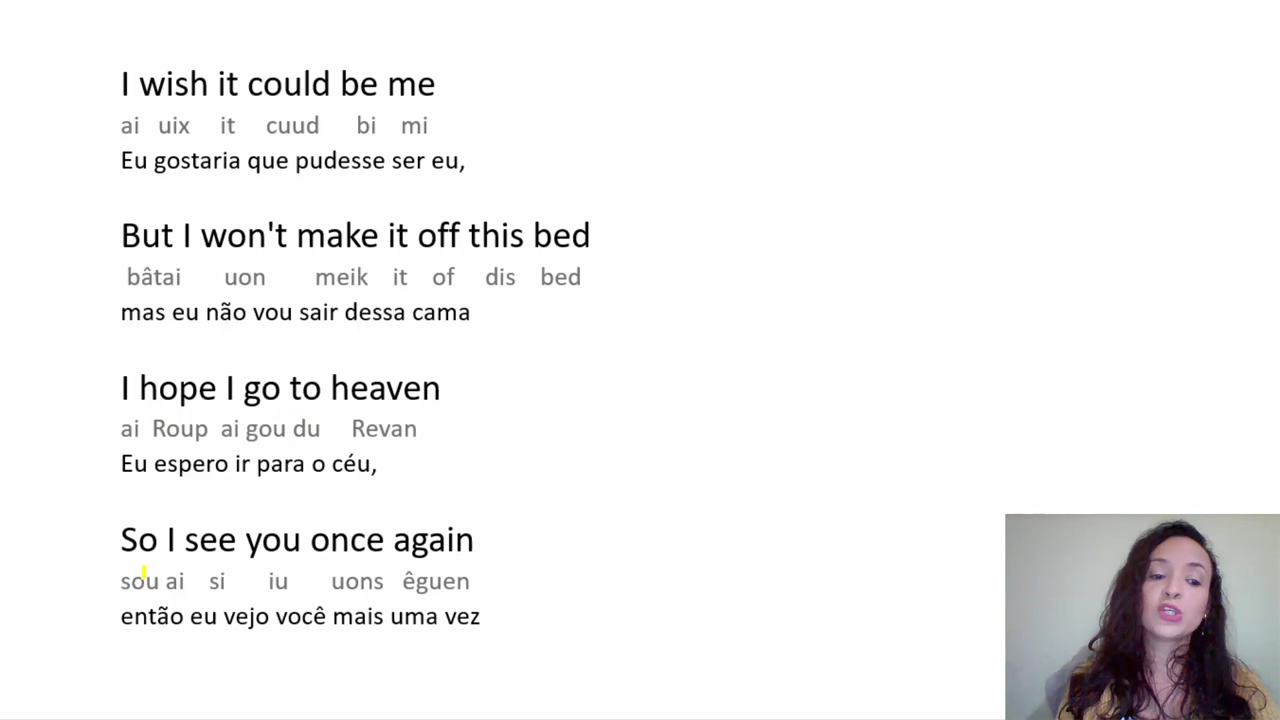 I wish it could be me
ai uix it cuud bi mi
Eu gostaria que pudesse ser eu,
But I won't make it off this bed
bâtai uon meik it of dis bed
mas eu não vou sair dessa cama
I hope I go to heaven
ai Roup ai gou du Revan
Eu espero ir para o céu,
So I see you once again
sou ai si iu uons êguen
então eu vejo você mais uma vez